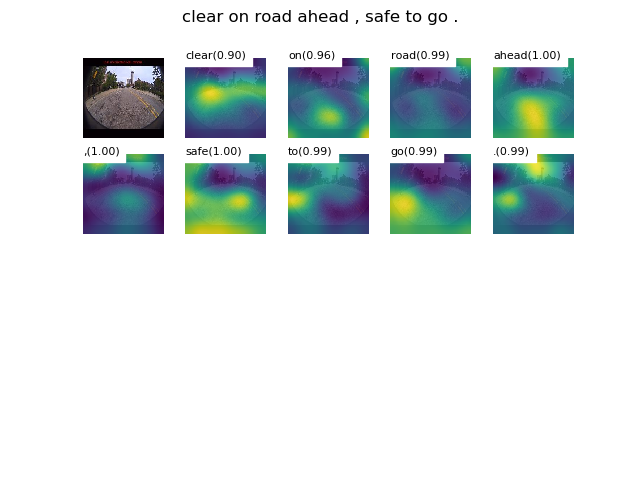 clear on road ahead , safe to go .
clear(0.90) on(0.96) road(0.99) ahead(1.00)
,(1.00) safe(1.00) to(0.99) go(0.99) .(0.99)